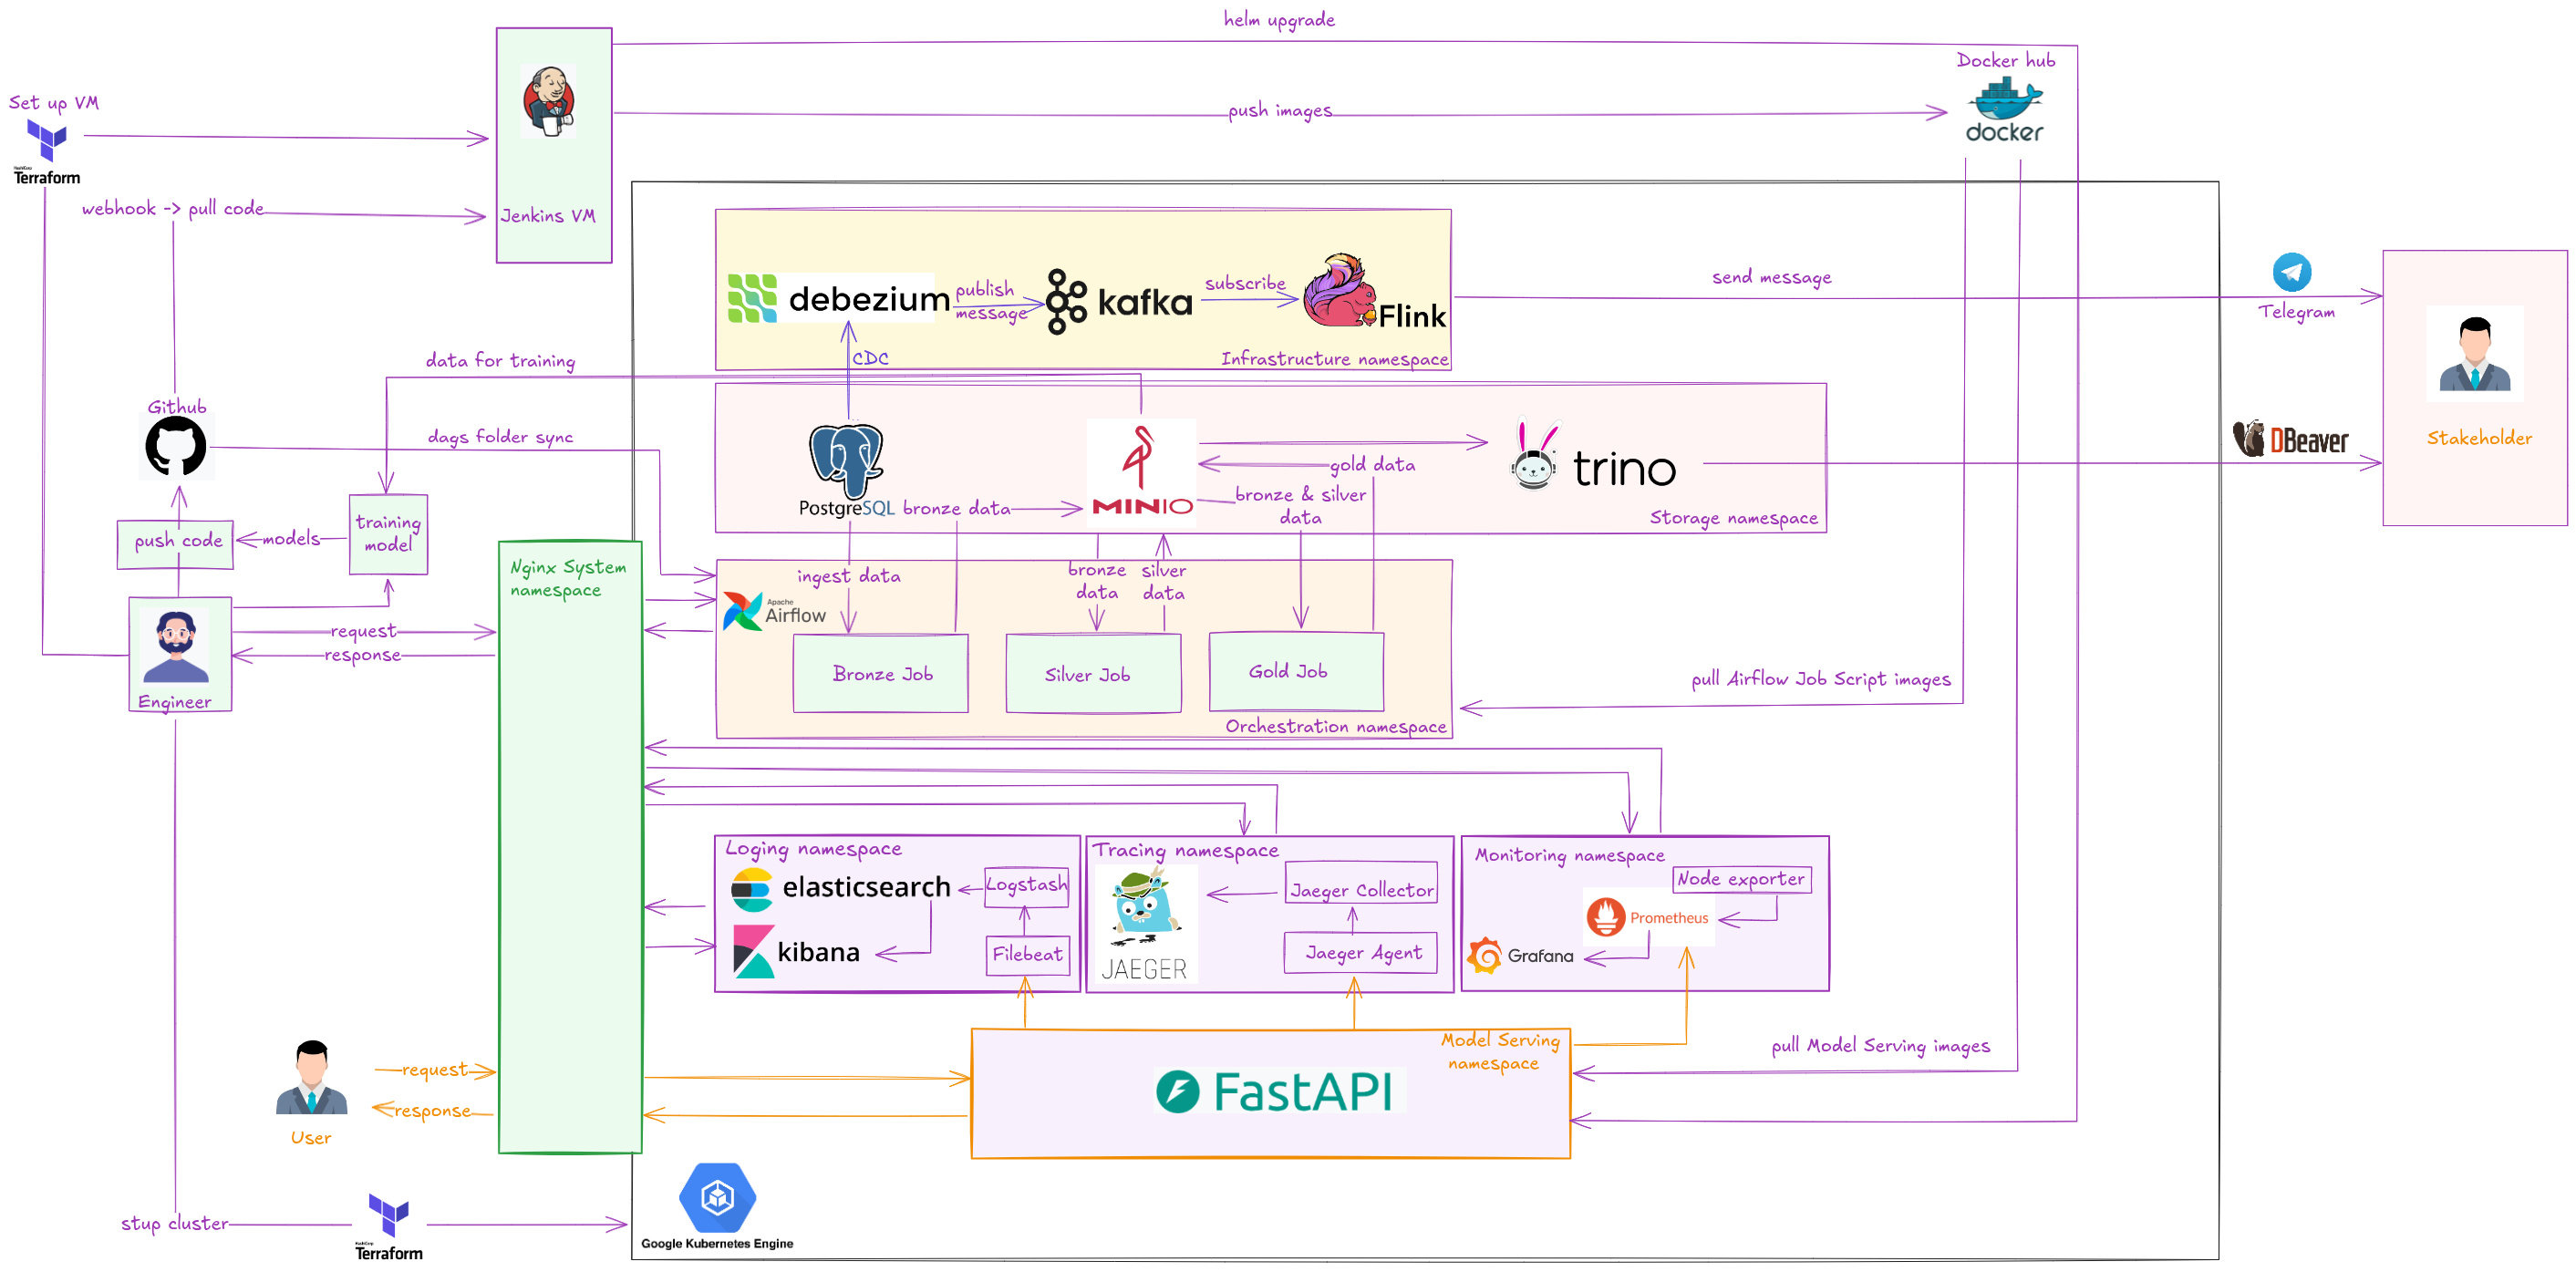 helm upgrade
Docker hub
docker
push images
Set up VM
HashiCorp
Terraform
webhook -> pull code
Jenkins VM
debezium
publish
message
kafka
subscribe
Flink
CDC
Infrastructure namespace
send message
Telegram
Stakeholder
DBeaver
data for training
Github
dags folder sync
push code
models
training
model
Engineer
request
response
PostgreSQL
bronze data
MINIO
gold data
bronze & silver
data
trino
Storage namespace
Nginx System
namespace
Apache
Airflow
ingest data
bronze
data
silver
data
Bronze Job
Silver Job
Gold Job
Orchestration namespace
pull Airflow Job Script images
Loging namespace
elasticsearch
Logstash
kibana
Filebeat
Tracing namespace
Jaeger Collector
Jaeger Agent
JAEGER
Monitoring namespace
Node exporter
Prometheus
Grafana
Model Serving
namespace
FastAPI
pull Model Serving images
request
response
User
stup cluster
HashiCorp
Terraform
Google Kubernetes Engine